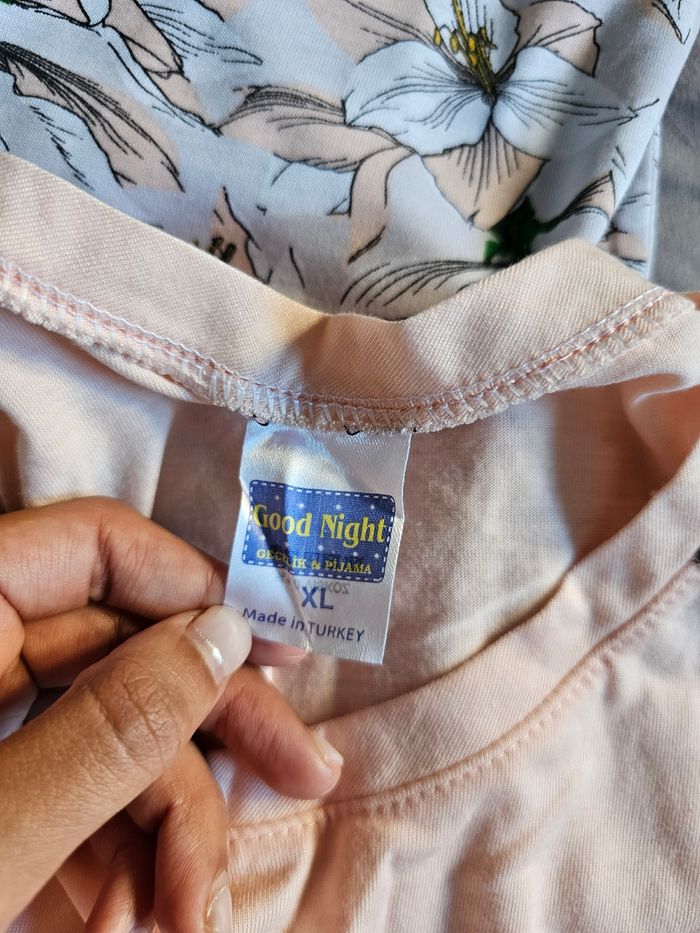 Good Night
GECELİK & PİJAMA
XL
Made in TURKEY